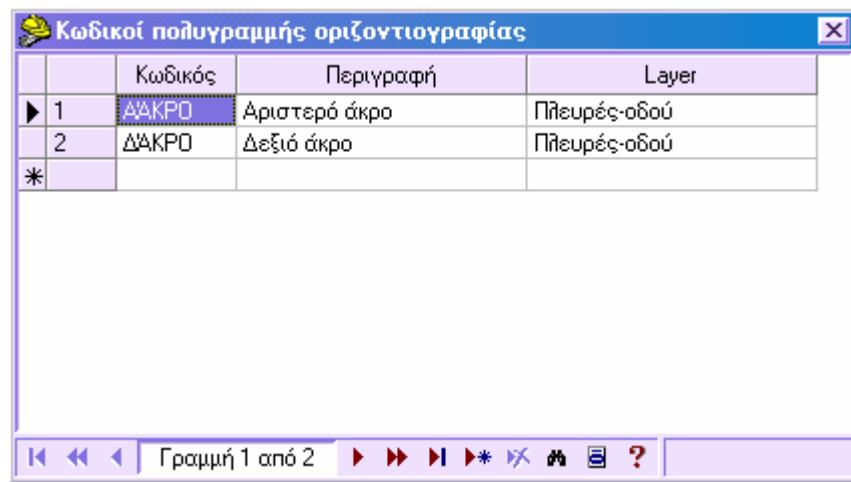 Κωδικοί πολυγραμμής οριζοντιογραφίας
Κωδικός Περιγραφή Layer
1 ΑΆΚΡΟ Αριστερό άκρο Πλευρές-οδού
2 ΔΆΚΡΟ Δεξιό άκρο Πλευρές-οδού
Γραμμή 1 από 2